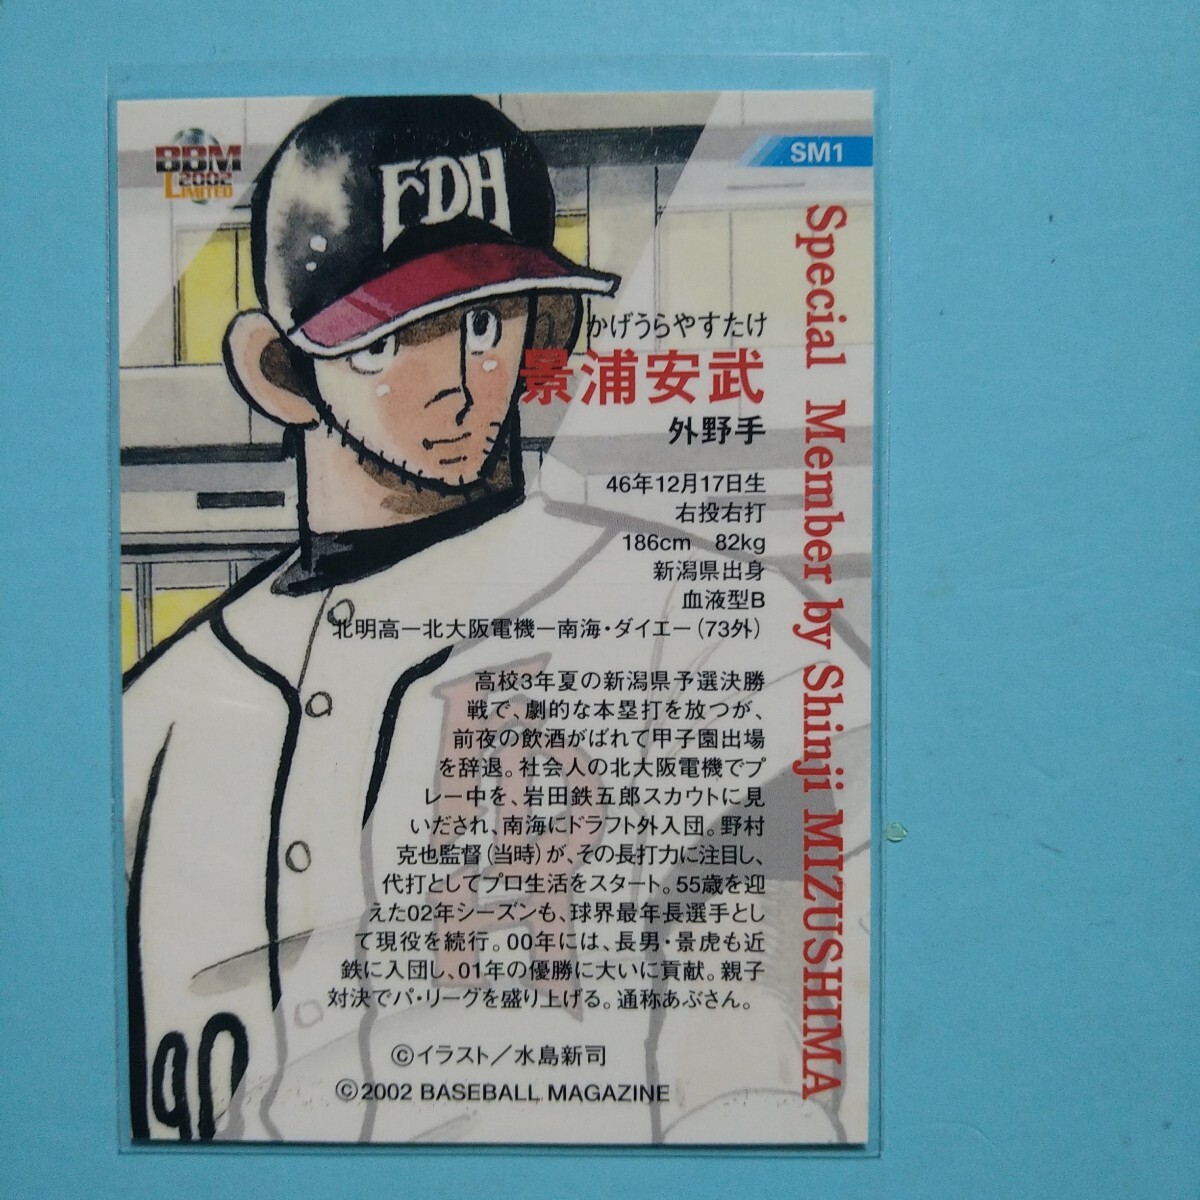 BBM
2002
LIMITED
FDH
SM1
Special Member by Shinji MIZUSHIMA
かげうらやすたけ
景浦安武
外野手
46年12月17日生
右投右打
186cm 82kg
新潟県出身
血液型B
北明高ー北大阪電機ー南海・ダイエー(73外)
高校3年夏の新潟県予選決勝
戦で、劇的な本塁打を放つが、
前夜の飲酒がばれて甲子園出場
を辞退。社会人の北大阪電機でプ
レー中を、岩田鉄五郎スカウトに見
いだされ、南海にドラフト外入団。野村
克也監督(当時)が、その長打力に注目し、
代打としてプロ生活をスタート。55歳を迎
えた02年シーズンも、球界最年長選手とし
て現役を続行。00年には、長男・景虎も近
鉄に入団し、01年の優勝に大いに貢献。親子
対決でパ・リーグを盛り上げる。通称あぶさん。
90
©イラスト/水島新司
©2002 BASEBALL MAGAZINE